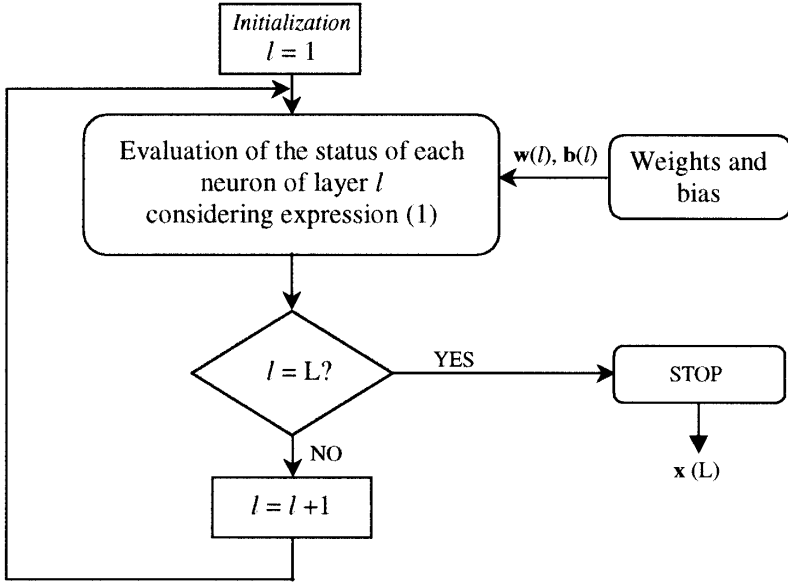 Initialization
l = 1
Evaluation of the status of each
neuron of layer l
considering expression (1)
w(l), b(l)
Weights and
bias
l = L?
YES
STOP
NO
x (L)
l = l +1